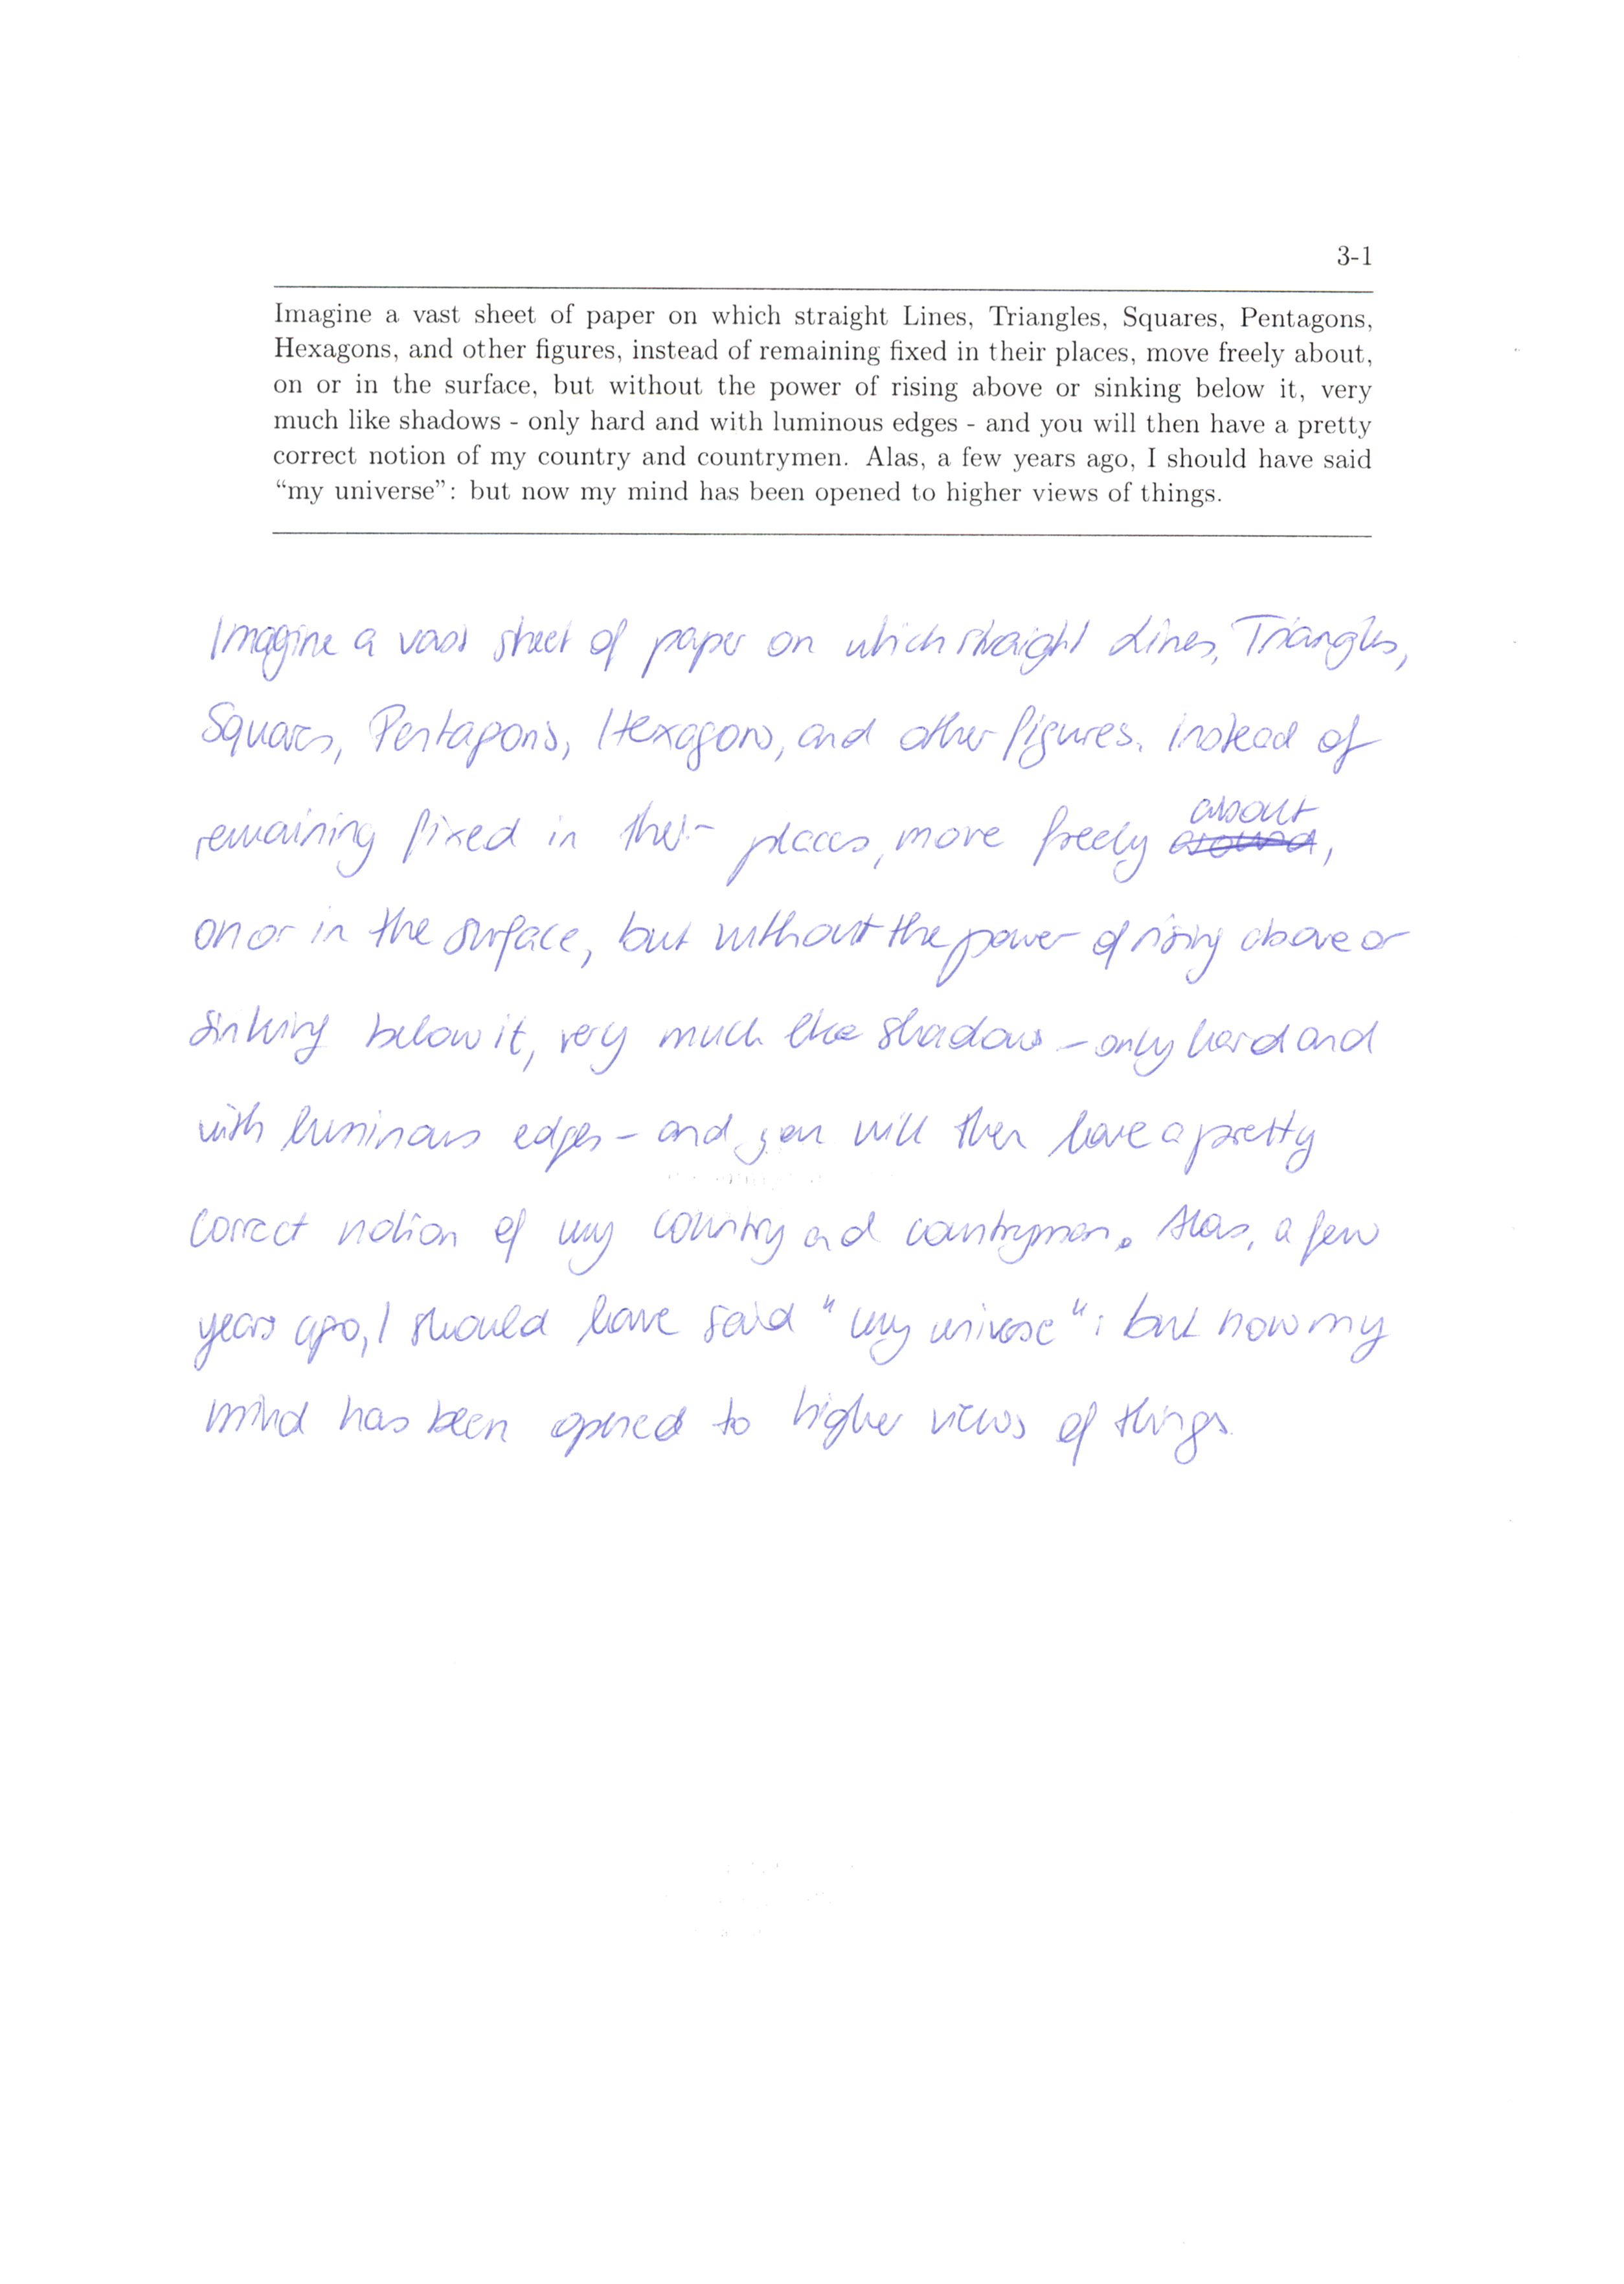 3-1
Imagine a vast sheet of paper on which straight Lines, Triangles, Squares, Pentagons,
Hexagons, and other figures, instead of remaining fixed in their places, move freely about,
on or in the surface, but without the power of rising above or sinking below it, very
much like shadows - only hard and with luminous edges - and you will then have a pretty
correct notion of my country and countrymen. Alas, a few years ago, I should have said
“my universe”: but now my mind has been opened to higher views of things.
Imagine a vast sheet of paper on which straight Lines, Triangles,
Squares, Pentagons, Hexagons, and other figures, instead of
remaining fixed in their places, move freely about
around,
on or in the surface, but without the power of rising above or
sinking below it, very much like shadows - only hard and
with luminous edges - and you will then have a pretty
correct notion of my country and countrymen. Alas, a few
years ago, I should have said "my universe": but now my
mind has been opened to higher views of things.